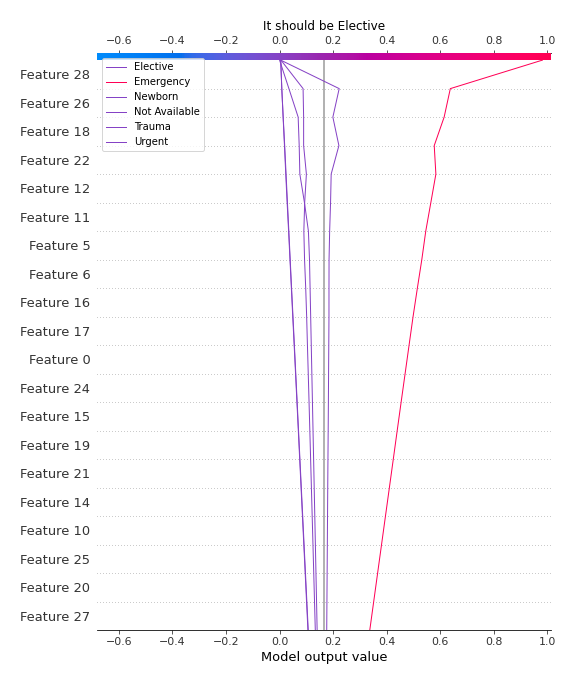 It should be Elective
−0.6 −0.4 −0.2 0.0 0.2 0.4 0.6 0.8 1.0
Elective
Emergency
Newborn
Not Available
Trauma
Urgent
Feature 28
Feature 26
Feature 18
Feature 22
Feature 12
Feature 11
Feature 5
Feature 6
Feature 16
Feature 17
Feature 0
Feature 24
Feature 15
Feature 19
Feature 21
Feature 14
Feature 10
Feature 25
Feature 20
Feature 27
−0.6 −0.4 −0.2 0.0 0.2 0.4 0.6 0.8 1.0
Model output value